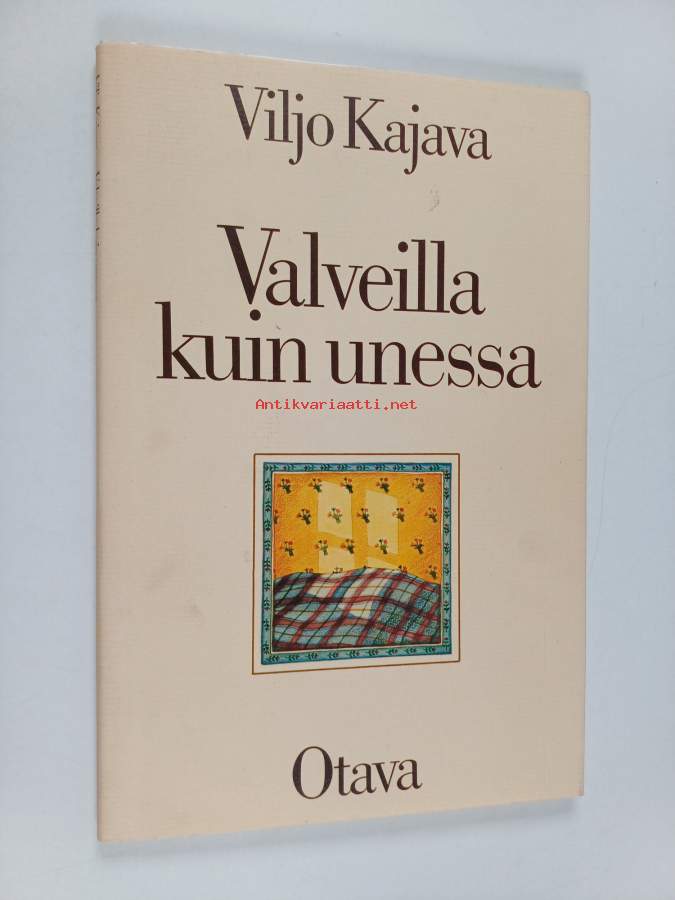 Viljo Kajava
Valveilla
kuin unessa
Antikvariaatti.net
Otava